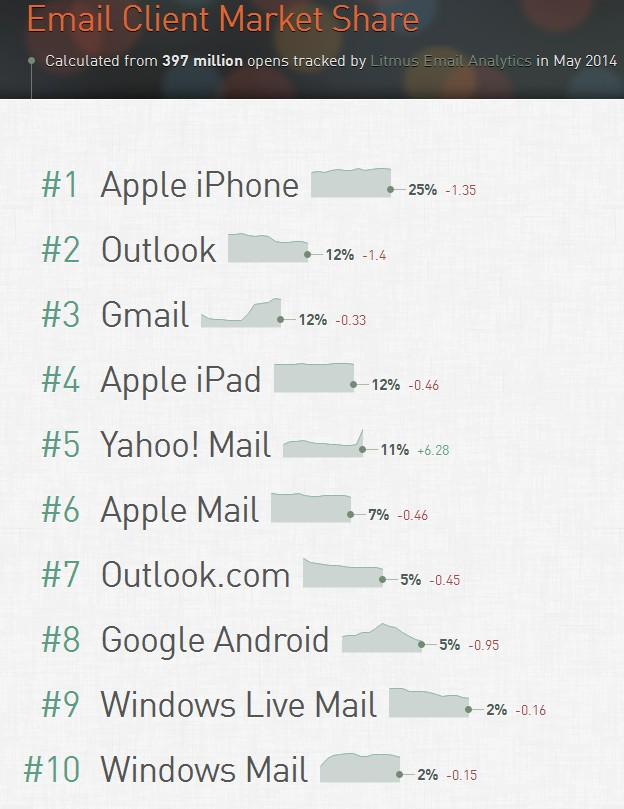 Email Client Market Share
Calculated from 397 million opens tracked by Litmus Email Analytics in May 2014
#1 Apple iPhone 25% -1.35
#2 Outlook 12% -1.4
#3 Gmail 12% -0.33
#4 Apple iPad 12% -0.46
#5 Yahoo! Mail 11% +6.28
#6 Apple Mail 7% -0.46
#7 Outlook.com 5% -0.45
#8 Google Android 5% -0.95
#9 Windows Live Mail 2% -0.16
#10 Windows Mail 2% -0.15